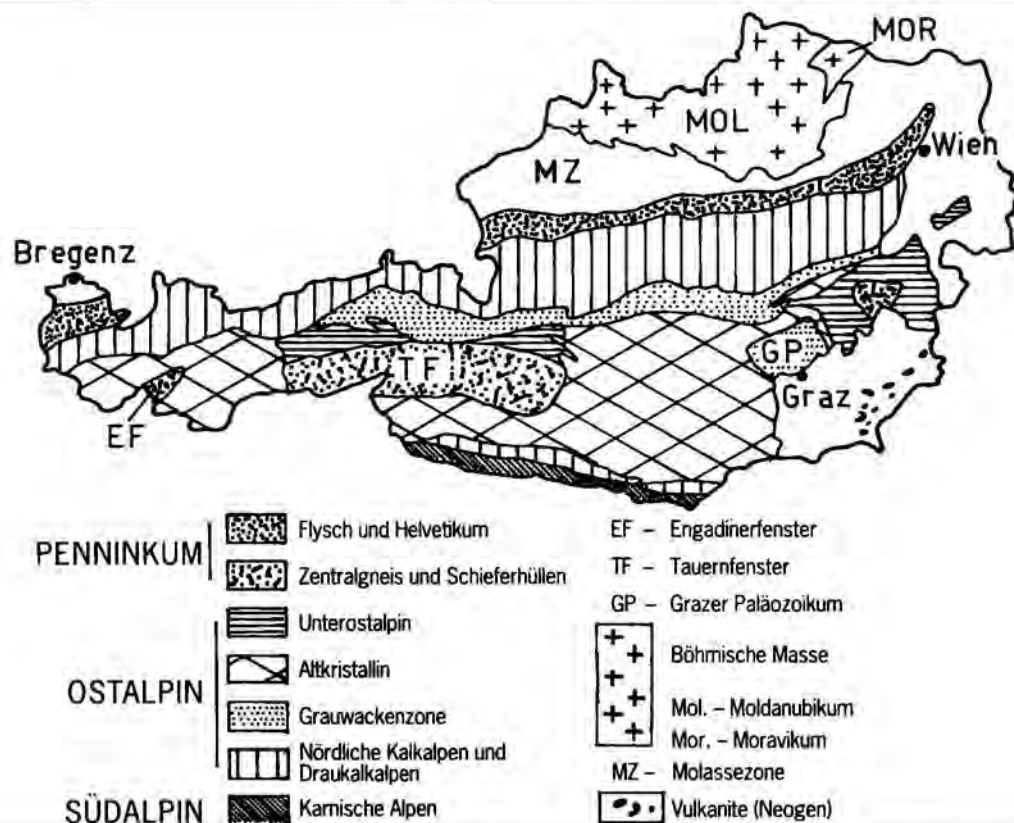 MOR
MOL
MZ
Wien
Bregenz
TF
GP
Graz
EF
PENNINKUM
Flysch und Helvetikum
Zentralgneis und Schieferhüllen
OSTALPIN
Unterostalpin
Altkristallin
Grauwackenzone
Nördliche Kalkalpen und
Draukalkalpen
SÜDALPIN
Karnische Alpen
EF – Engadinerfenster
TF – Tauernfenster
GP – Grazer Paläozoikum
Böhmische Masse
Mol. – Moldanubikum
Mor. – Moravikum
MZ – Molassezone
Vulkanite (Neogen)